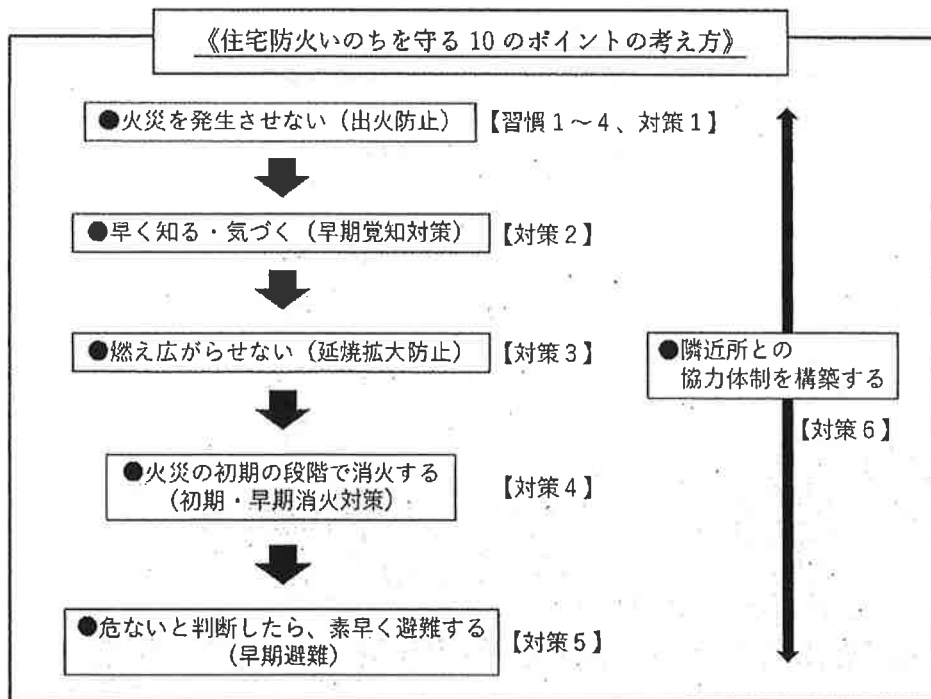 《住宅防火いのちを守る 10 のポイントの考え方》
●火災を発生させない（出火防止）
【習慣 1 ～ 4 、対策 1 】
●早く知る・気づく（早期覚知対策）
【対策 2 】
●燃え広がらせない（延焼拡大防止）
【対策 3 】
●隣近所との
協力体制を構築する
【対策 6 】
●火災の初期の段階で消火する
（初期・早期消火対策）
【対策 4 】
●危ないと判断したら、素早く避難する
（早期避難）
【対策 5 】